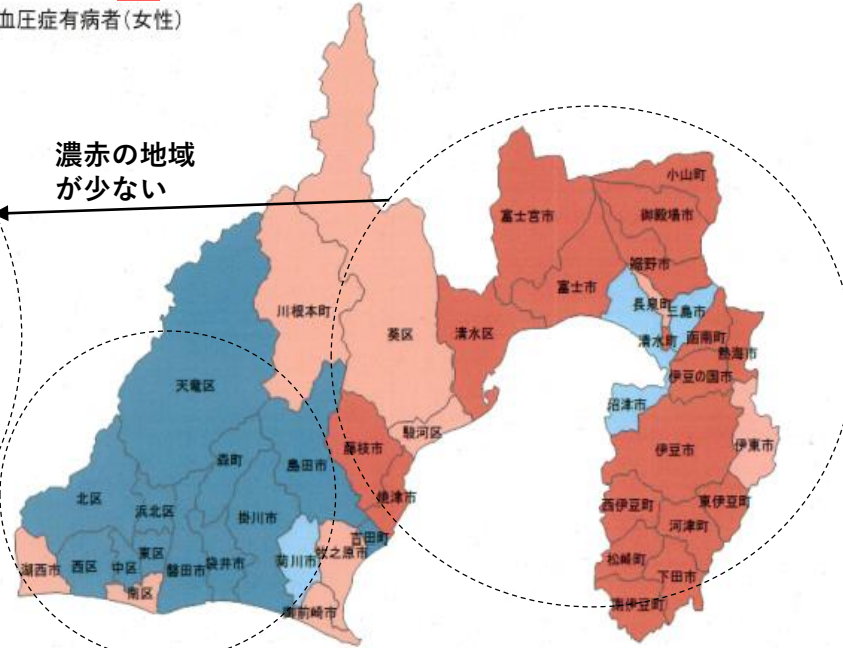 血圧症有病者(女性)
濃赤の地域
が少ない
小山町
富士宮市
御殿場市
裾野市
富士市
長泉町
三島市
川根本町
葵区
清水区
清水町
函南町
熱海市
伊豆の国市
天竜区
沼津市
駿河区
藤枝市
伊東市
伊豆市
森町
島田市
北区
焼津市
浜北区
西伊豆町
東伊豆町
掛川市
河津町
吉田町
東区
牧之原市
松崎町
湖西市
西区
中区
磐田市
袋井市
菊川市
下田市
南区
南伊豆町
御前崎市